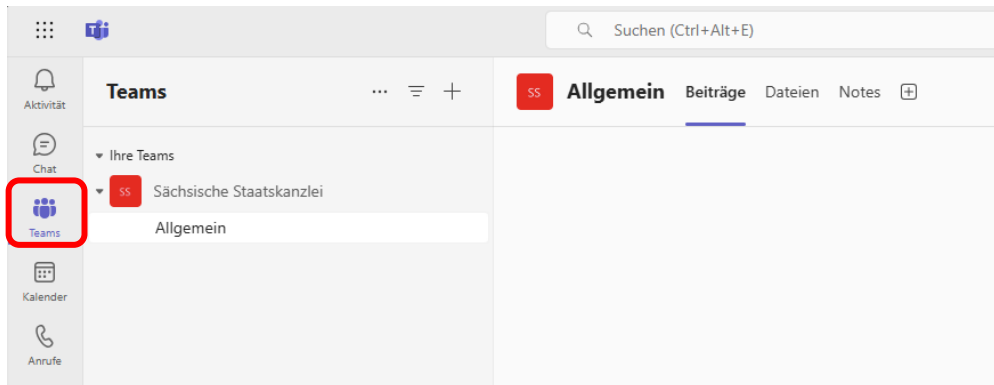 Suchen (Ctrl+Alt+E)
Aktivität
Chat
Teams
Kalender
Anrufe
Teams
Ihre Teams
SS Sächsische Staatskanzlei
Allgemein
SS Allgemein Beiträge Dateien Notes